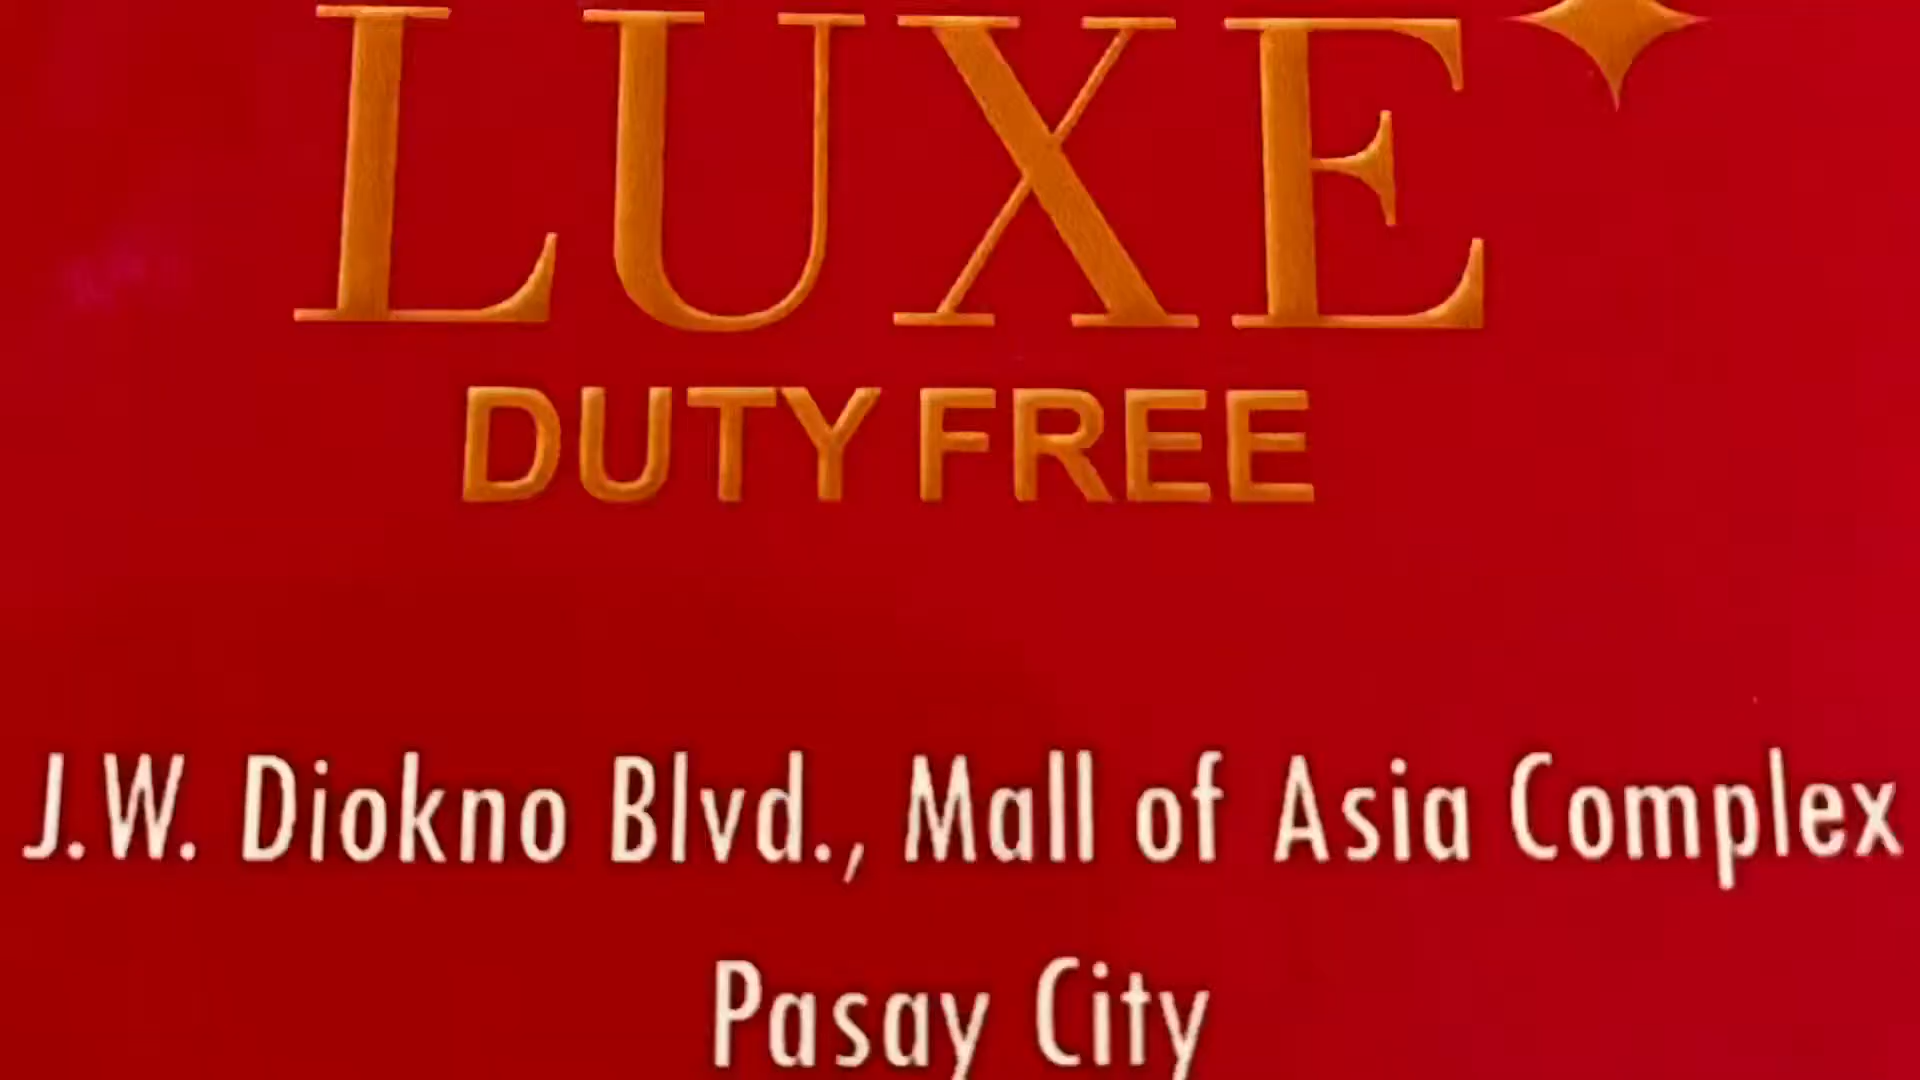 LUXE
DUTY FREE
J.W. Diokno Blvd., Mall of Asia Complex
Pasay City